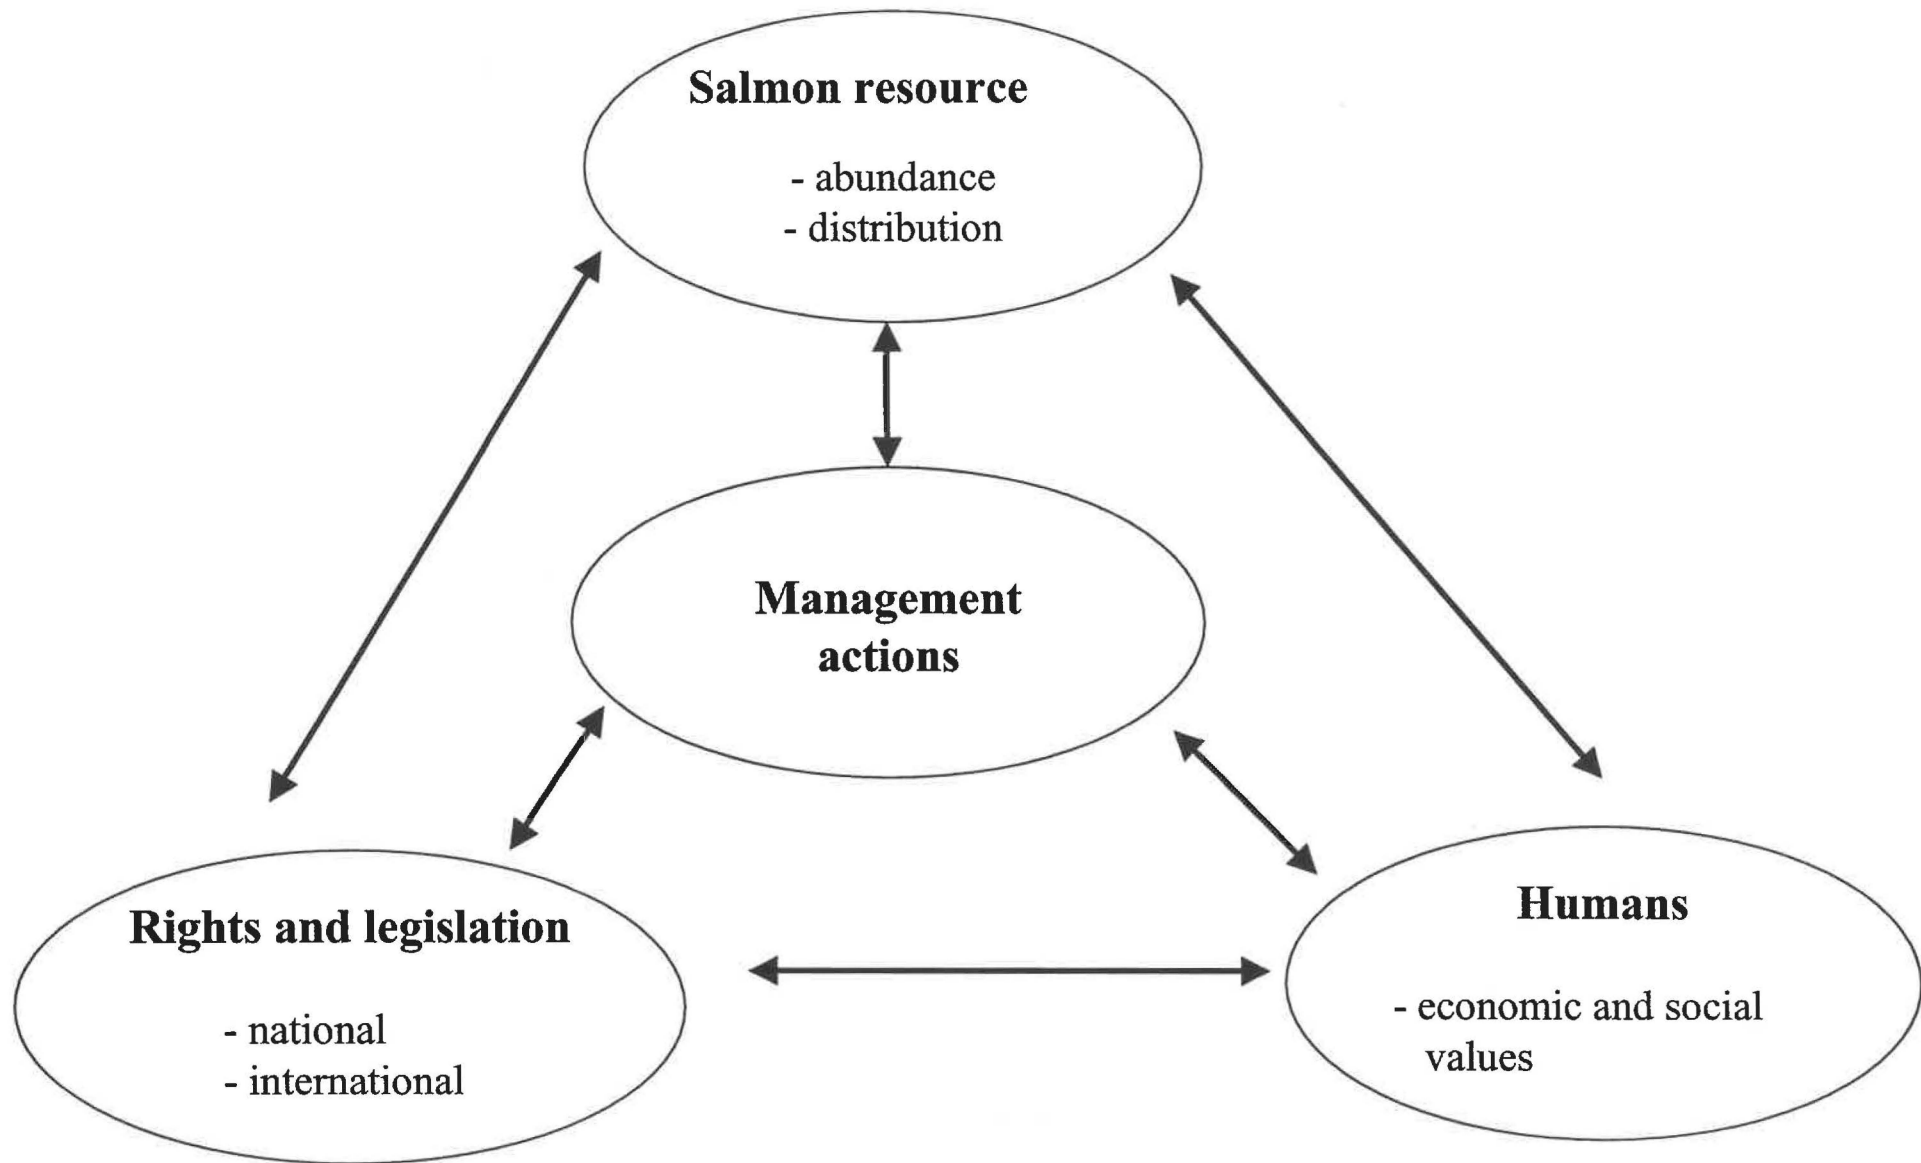 Salmon resource
- abundance
- distribution
Management
actions
Rights and legislation
- national
- international
Humans
- economic and social
values